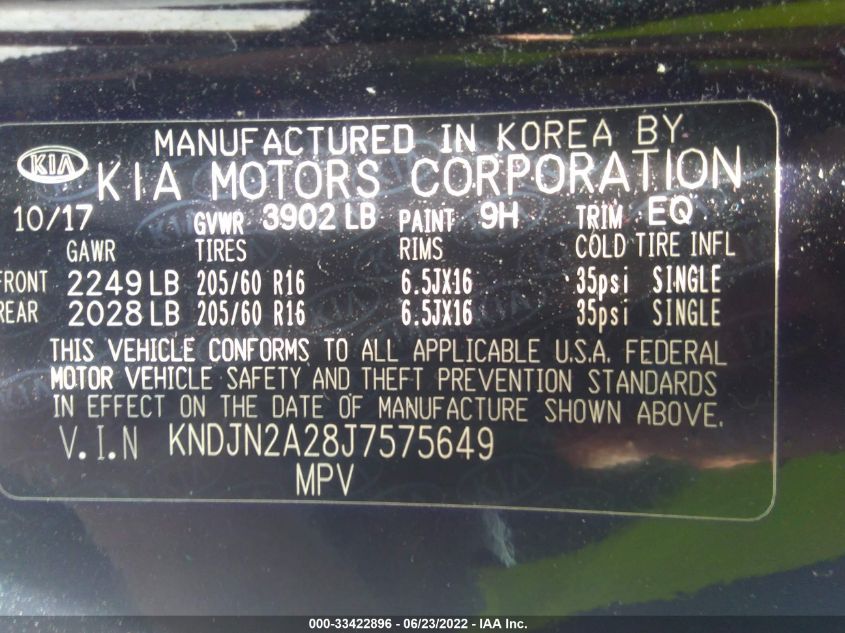 MANUFACTURED IN KOREA BY
KIA KIA MOTORS CORPORATION
10/17 GVWR 3902 LB PAINT 9H TRIM EQ
GAWR TIRES RIMS COLD TIRE INFL
FRONT 2249 LB 205/60 R16 6.5JX16 35psi SINGLE
REAR 2028 LB 205/60 R16 6.5JX16 35psi SINGLE
THIS VEHICLE CONFORMS TO ALL APPLICABLE U.S.A. FEDERAL
MOTOR VEHICLE SAFETY AND THEFT PREVENTION STANDARDS
IN EFFECT ON THE DATE OF MANUFACTURE SHOWN ABOVE.
V.I.N KNDJN2A28J7575649
MPV
000-33422896 - 06/23/2022 - IAA Inc.